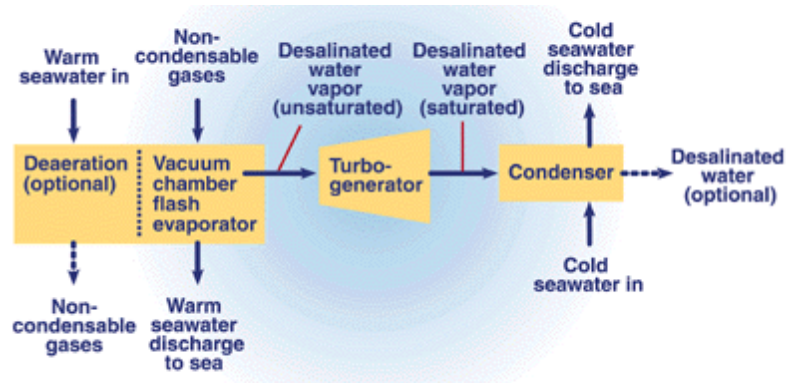 Warm
seawater in
Non-
condensable
gases
Desalinated
water
vapor
(unsaturated)
Desalinated
water
vapor
(saturated)
Cold
seawater
discharge
to sea
Deaeration
(optional)
Vacuum
chamber
flash
evaporator
Turbo-
generator
Condenser
Desalinated
water
(optional)
Non-
condensable
gases
Warm
seawater
discharge
to sea
Cold
seawater in